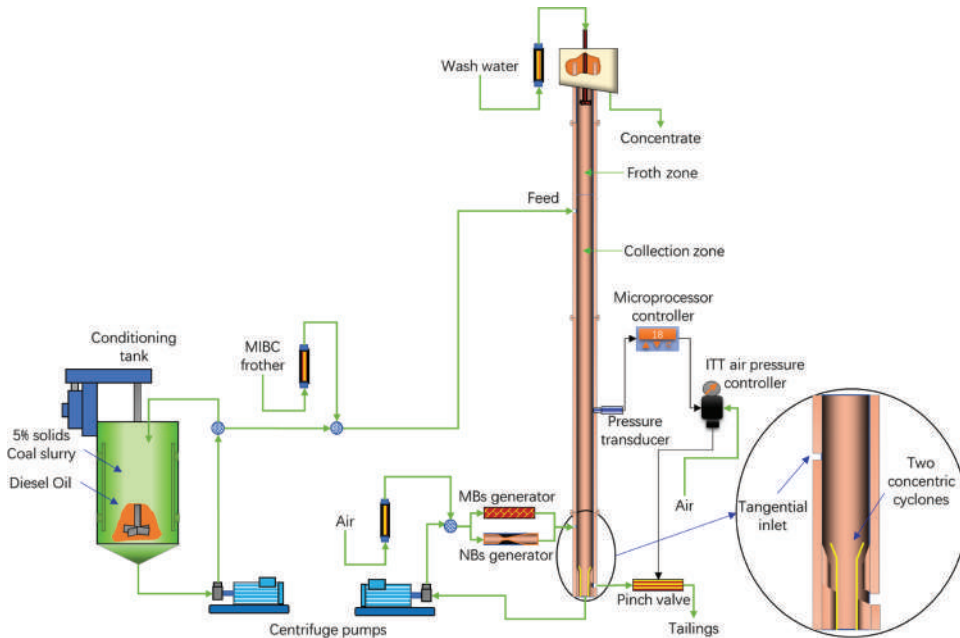 Wash water
Concentrate
Froth zone
Feed
Collection zone
Microprocessor
controller
18
Conditioning
tank
MIBC
frother
ITT air pressure
controller
5% solids
Coal slurry
Diesel Oil
Pressure
transducer
Two
concentric
cyclones
Tangential
inlet
Air
MBs generator
Air
NBs generator
Pinch valve
Centrifuge pumps
Tailings